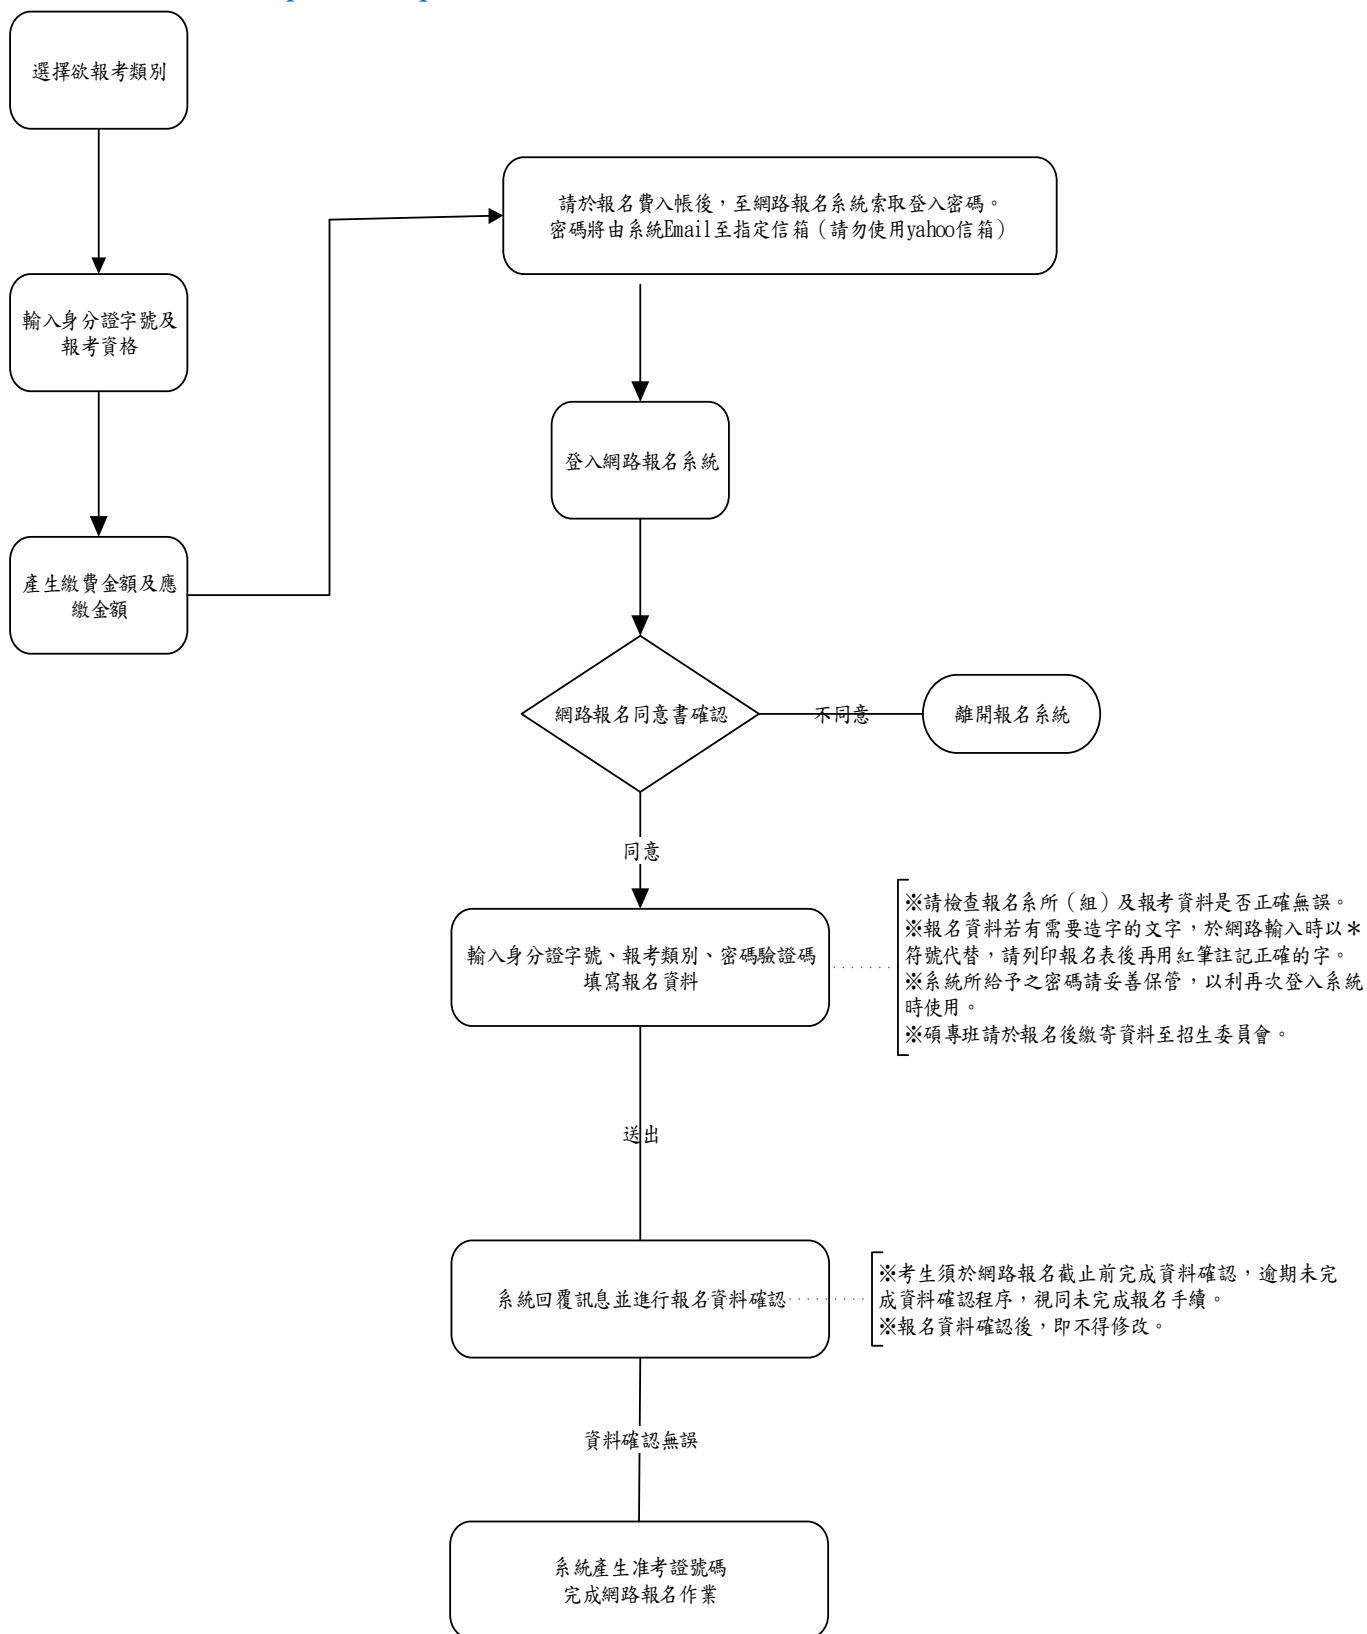 選擇欲報考類別
輸入身分證字號及
報考資格
產生繳費金額及應
繳金額
請於報名費入帳後，至網路報名系統索取登入密碼。
密碼將由系統Email至指定信箱（請勿使用yahoo信箱）
登入網路報名系統
網路報名同意書確認
不同意
離開報名系統
同意
輸入身分證字號、報考類別、密碼驗證碼
填寫報名資料
※請檢查報名系所（組）及報考資料是否正確無誤。
※報名資料若有需要造字的文字，於網路輸入時以＊
符號代替，請列印報名表後再用紅筆註記正確的字。
※系統所給予之密碼請妥善保管，以利再次登入系統
時使用。
※碩專班請於報名後繳寄資料至招生委員會。
送出
系統回覆訊息並進行報名資料確認
※考生須於網路報名截止前完成資料確認，逾期未完
成資料確認程序，視同未完成報名手續。
※報名資料確認後，即不得修改。
資料確認無誤
系統產生准考證號碼
完成網路報名作業